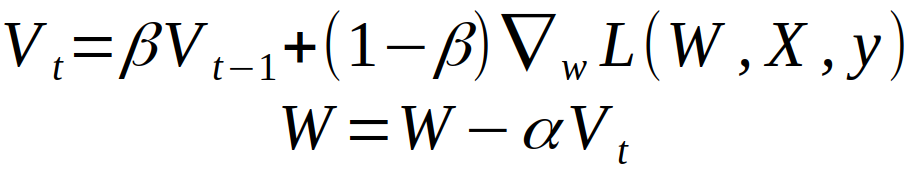 V_t = βV_{t−1} + (1−β)∇_w L(W , X , y)
W = W − αV_t